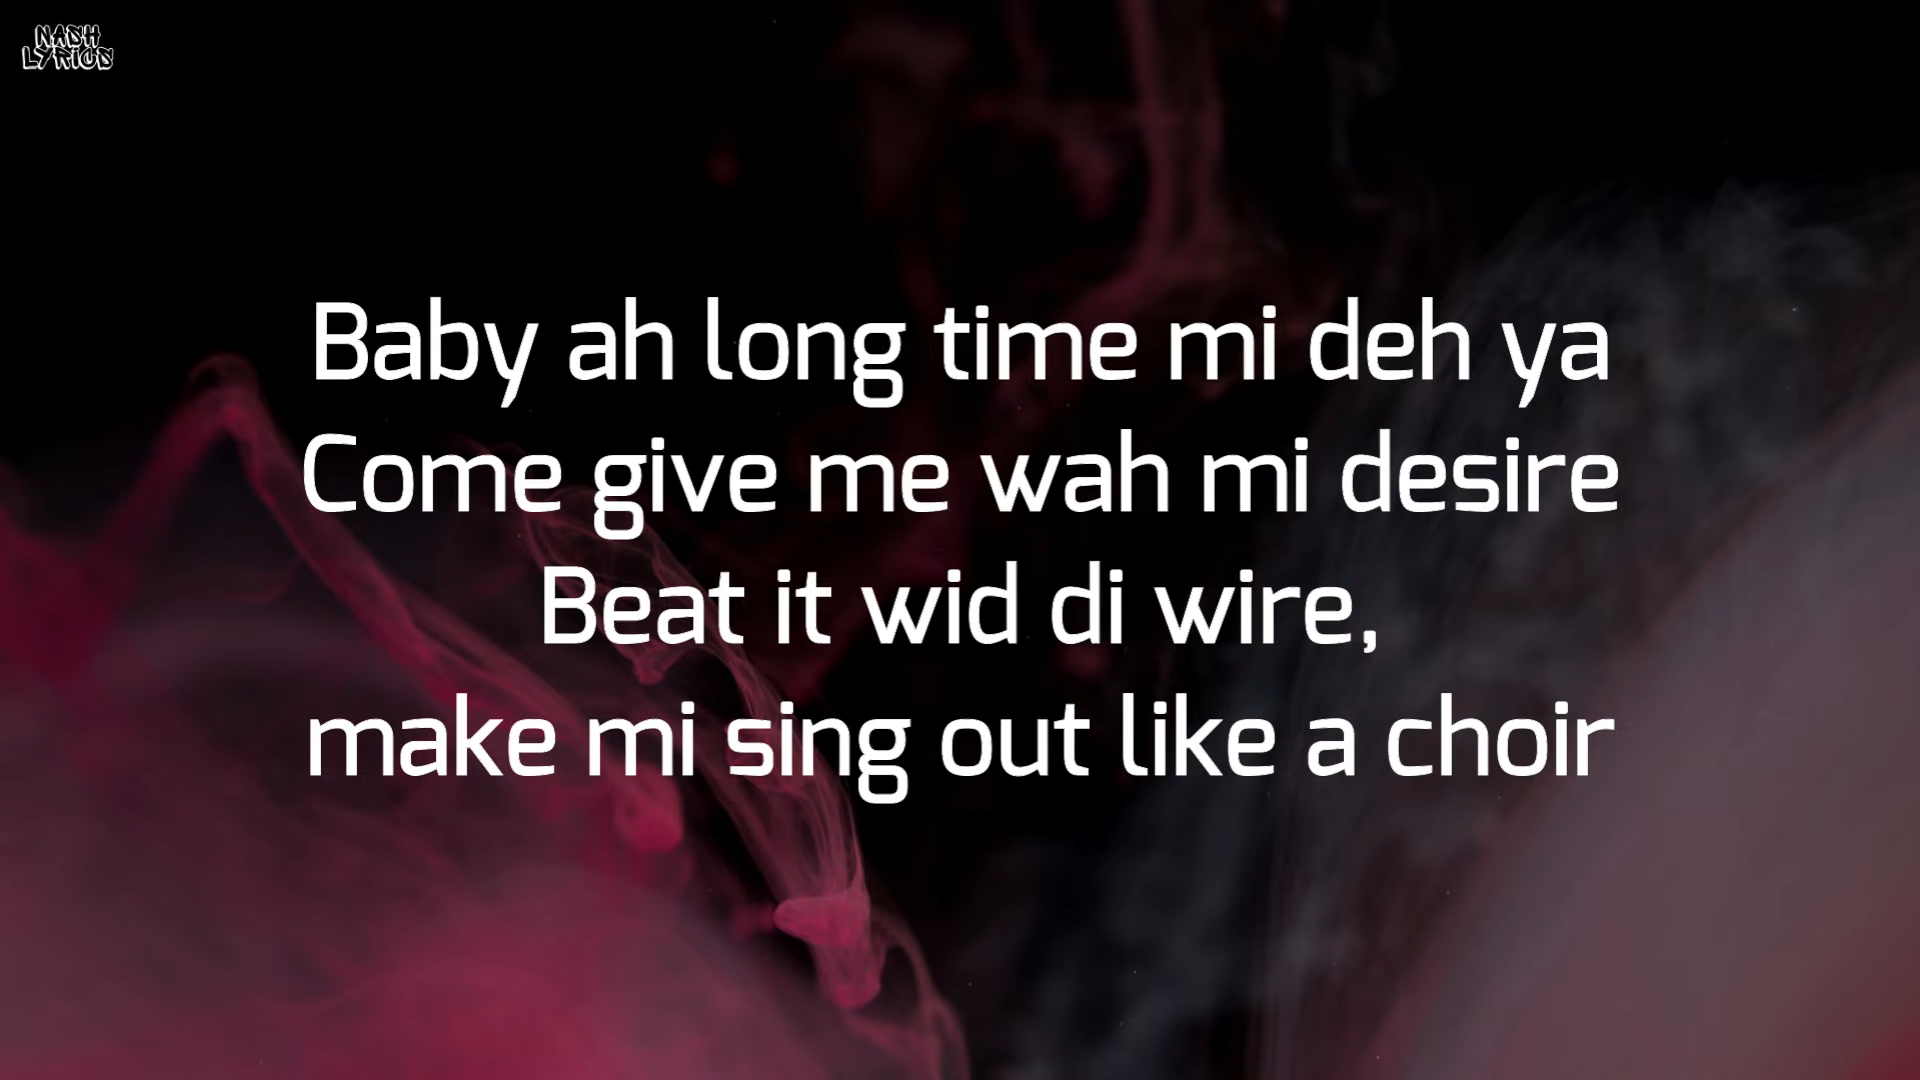 NASH
LYRICS
Baby ah long time mi deh ya
Come give me wah mi desire
Beat it wid di wire,
make mi sing out like a choir